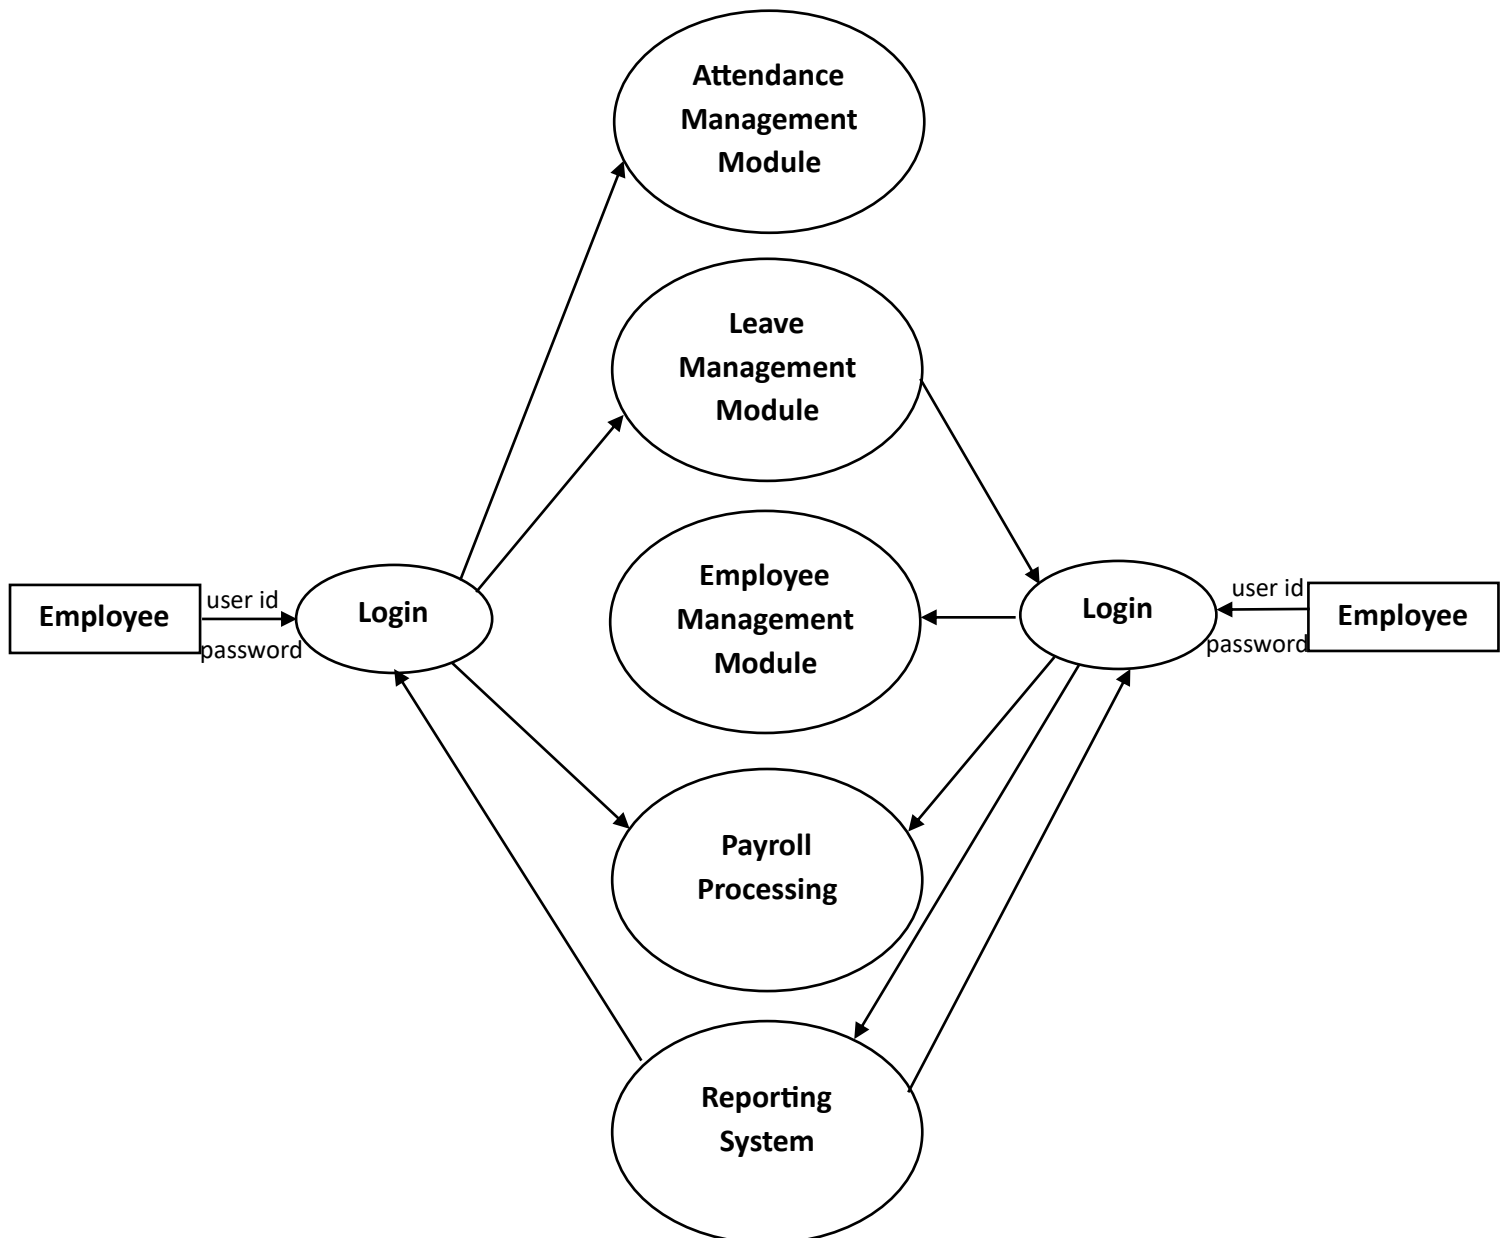 Attendance
Management
Module
Leave
Management
Module
Employee
Management
Module
Employee
user id
password
Login
Login
user id
password
Employee
Payroll
Processing
Reporting
System